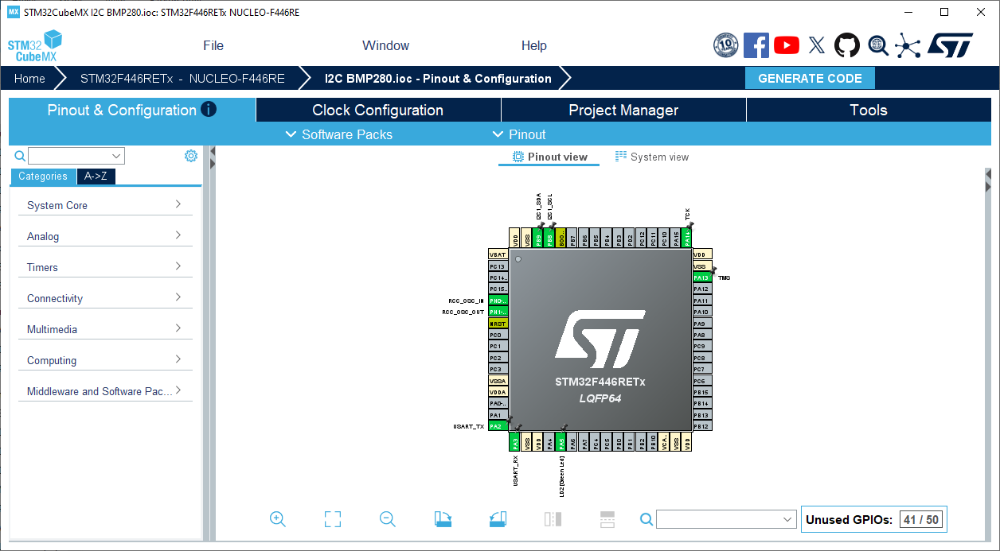 MX STM32CubeMX I2C BMP280.ioc: STM32F446RETx NUCLEO-F446RE
STM32
CubeMX
File Window Help
10
Home STM32F446RETx - NUCLEO-F446RE I2C BMP280.ioc - Pinout & Configuration GENERATE CODE
Pinout & Configuration Clock Configuration Project Manager Tools
Software Packs Pinout
Pinout view System view
Categories A->Z
System Core
Analog
Timers
Connectivity
Multimedia
Computing
Middleware and Software Pac...
I2C1_SDA I2C1_SCL TCK
VDD VSS PB9 PB8 BOO.. PB7 PB6 PB5 PB4 PB3 PD2 PC12 PC11 PC10 PA15 PA14
VBAT VDD
PC13 VSS
PC14.. PA13 TMS
PC15.. PA12
RCC_OSC_IN PH0-.. PA11
RCC_OSC_OUT PH1-.. PA10
NRST PA9
PC0 PA8
PC1 PC9
PC2 PC8
PC3 PC7
VSSA PC6
VDDA PB15
PA0-.. PB14
PA1 PB13
USART_TX PA2 PB12
STM32F446RETx
LQFP64
PA3 VSS VDD PA4 PA5 PA6 PA7 PC4 PC5 PB0 PB1 PB2 PB10 VCA.. VSS VDD
USART_RX LD2 [Green Led]
Unused GPIOs: 41 / 50